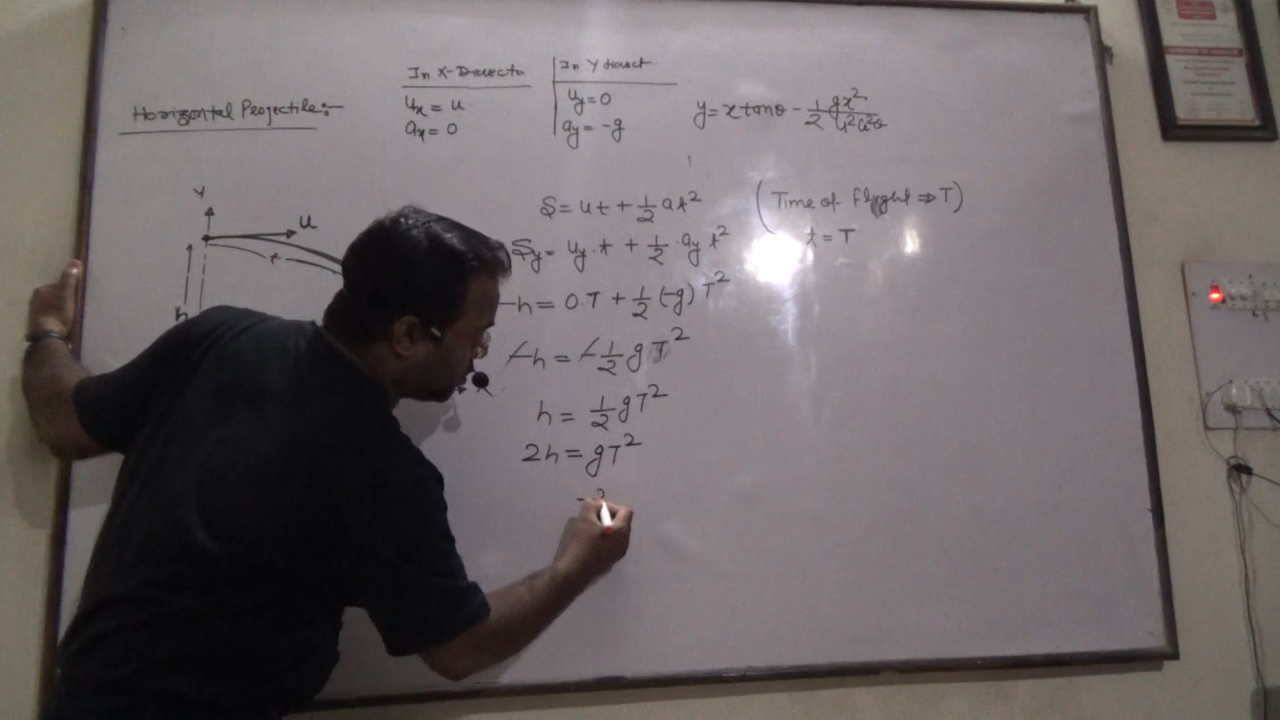 In X-Directn
In Y direct.
Horizontal Projectile:-
ux = u
ax = 0
uy = 0
ay = -g
y = x tanθ - 1/2 gx²/
Y
u
h
x
S = ut + 1/2 at²
(Time of flight ⇒ T)
Sy = uy·t + 1/2·ay t²
t = T
-h = 0.T + 1/2 (-g) T²
-h = -1/2 g T²
h = 1/2 gT²
2h = gT²